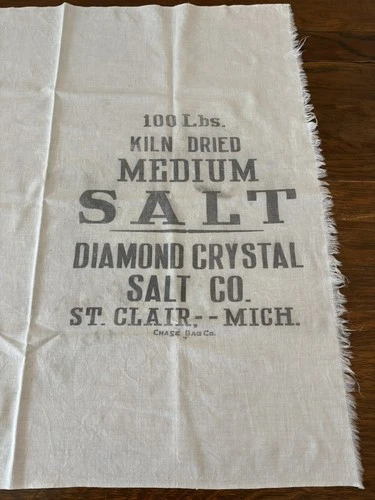 100 Lbs.
KILN DRIED
MEDIUM
SALT
DIAMOND CRYSTAL
SALT CO.
ST. CLAIR,--MICH.
CHASE BAG CO.